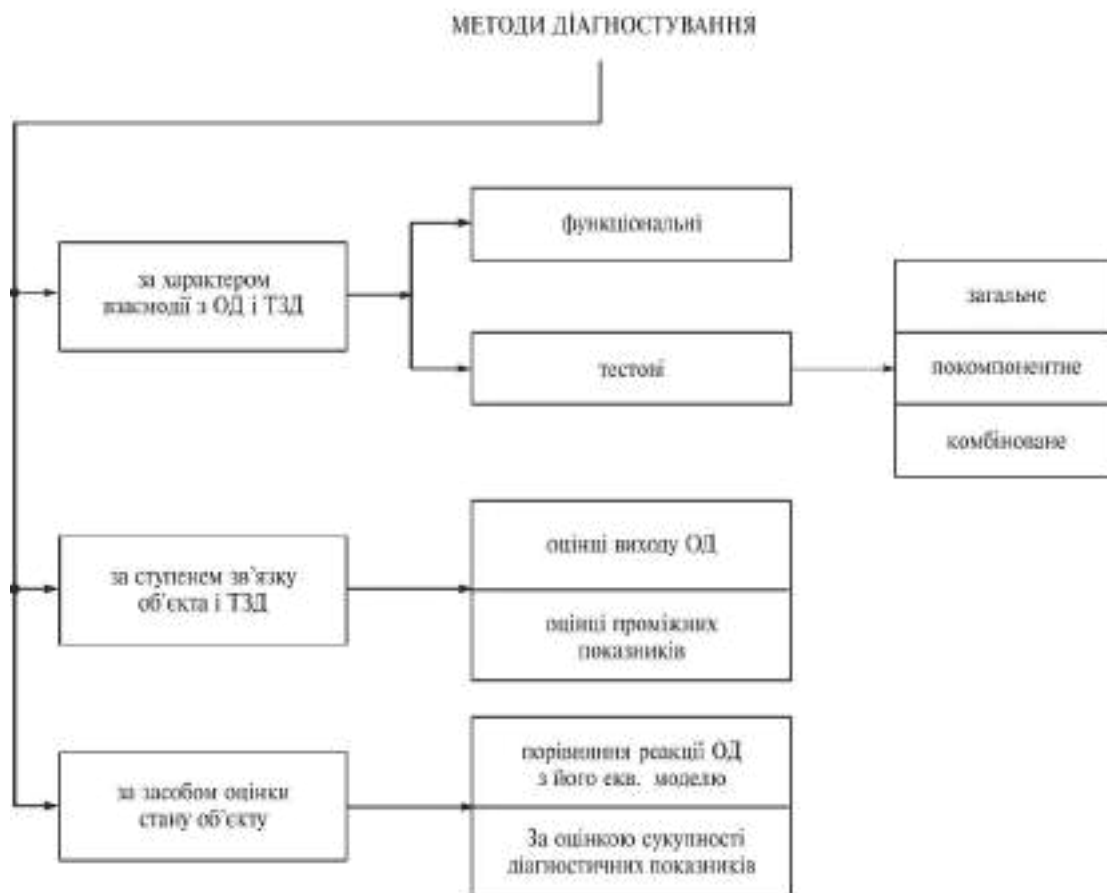 МЕТОДИ ДІАГНОСТУВАННЯ
функціональні
за характером
взаємодії з ОД і ТЗД
загальне
тестові
покомпонентне
комбіноване
оцінці виходу ОД
за ступенем зв'язку
об'єкта і ТЗД
оцінці проміжних
показників
порівняння реакції ОД
з його екв. моделю
за засобом оцінки
стану об'єкту
За оцінкою сукупності
діагностичних показників